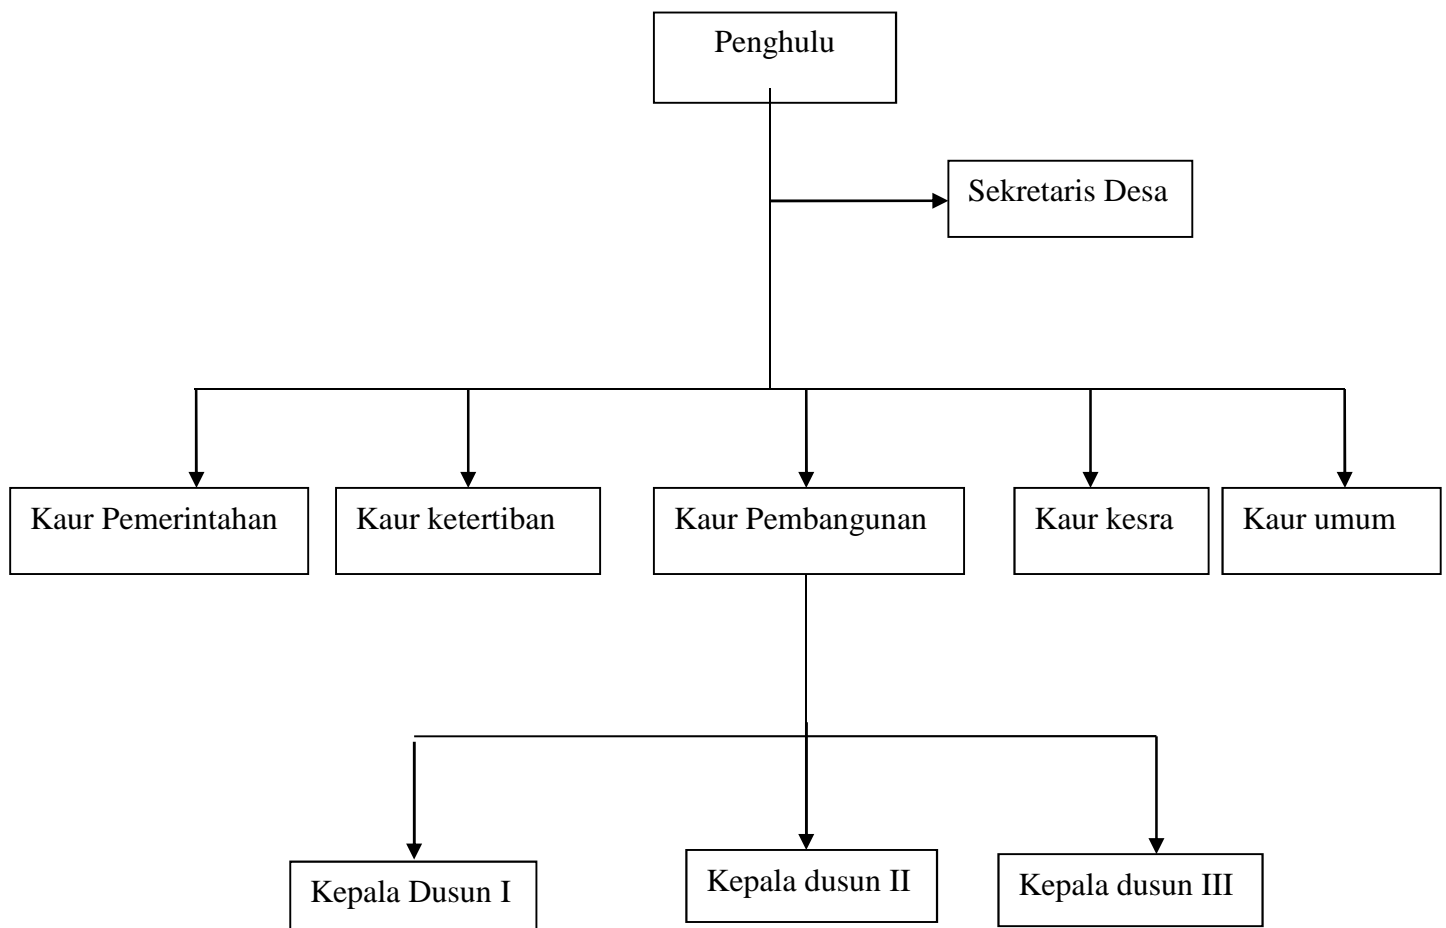 Penghulu
Sekretaris Desa
Kaur Pemerintahan
Kaur ketertiban
Kaur Pembangunan
Kaur kesra
Kaur umum
Kepala Dusun I
Kepala dusun II
Kepala dusun III